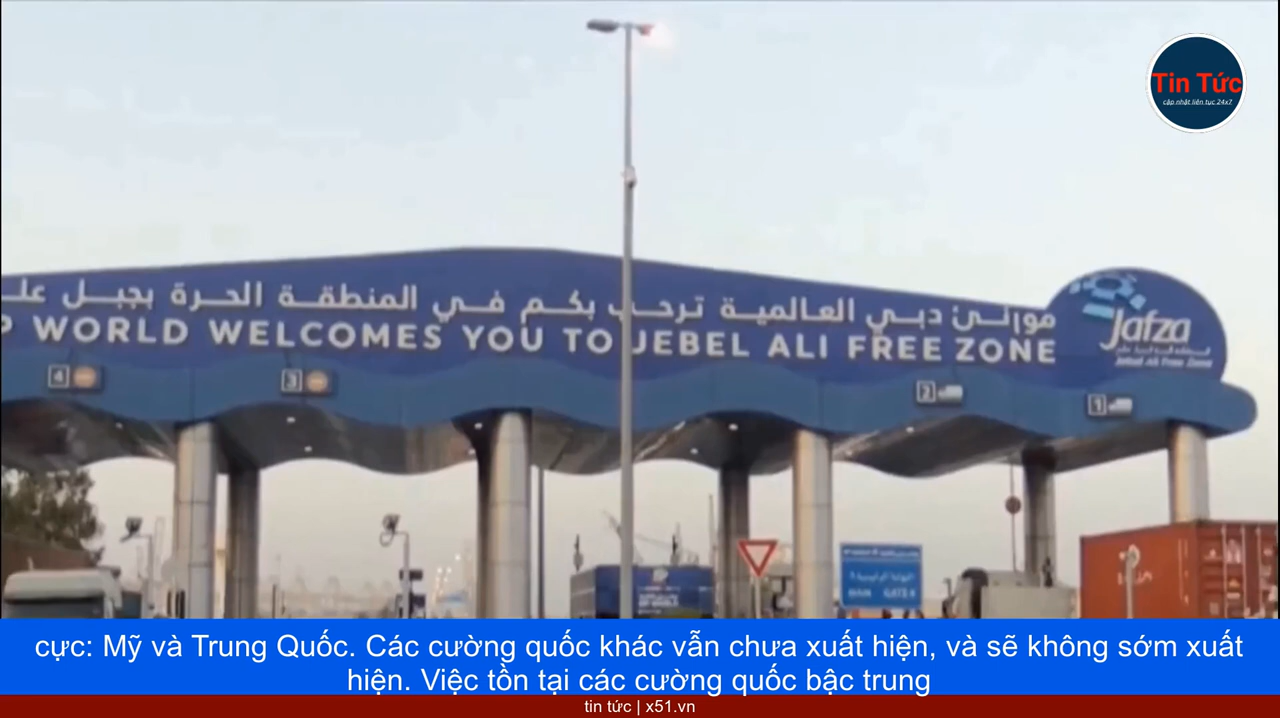 Tin Tức
cập nhật liên tục 24x7
موانئ دبي العالمية ترحب بكم في المنطقة الحرة بجبل
WORLD WELCOMES YOU TO JEBEL ALI FREE ZONE
Jafza
Jebel Ali Free Zone
4
3
2
1
cực: Mỹ và Trung Quốc. Các cường quốc khác vẫn chưa xuất hiện, và sẽ không sớm xuất
hiện. Việc tồn tại các cường quốc bậc trung
tin tức | x51.vn